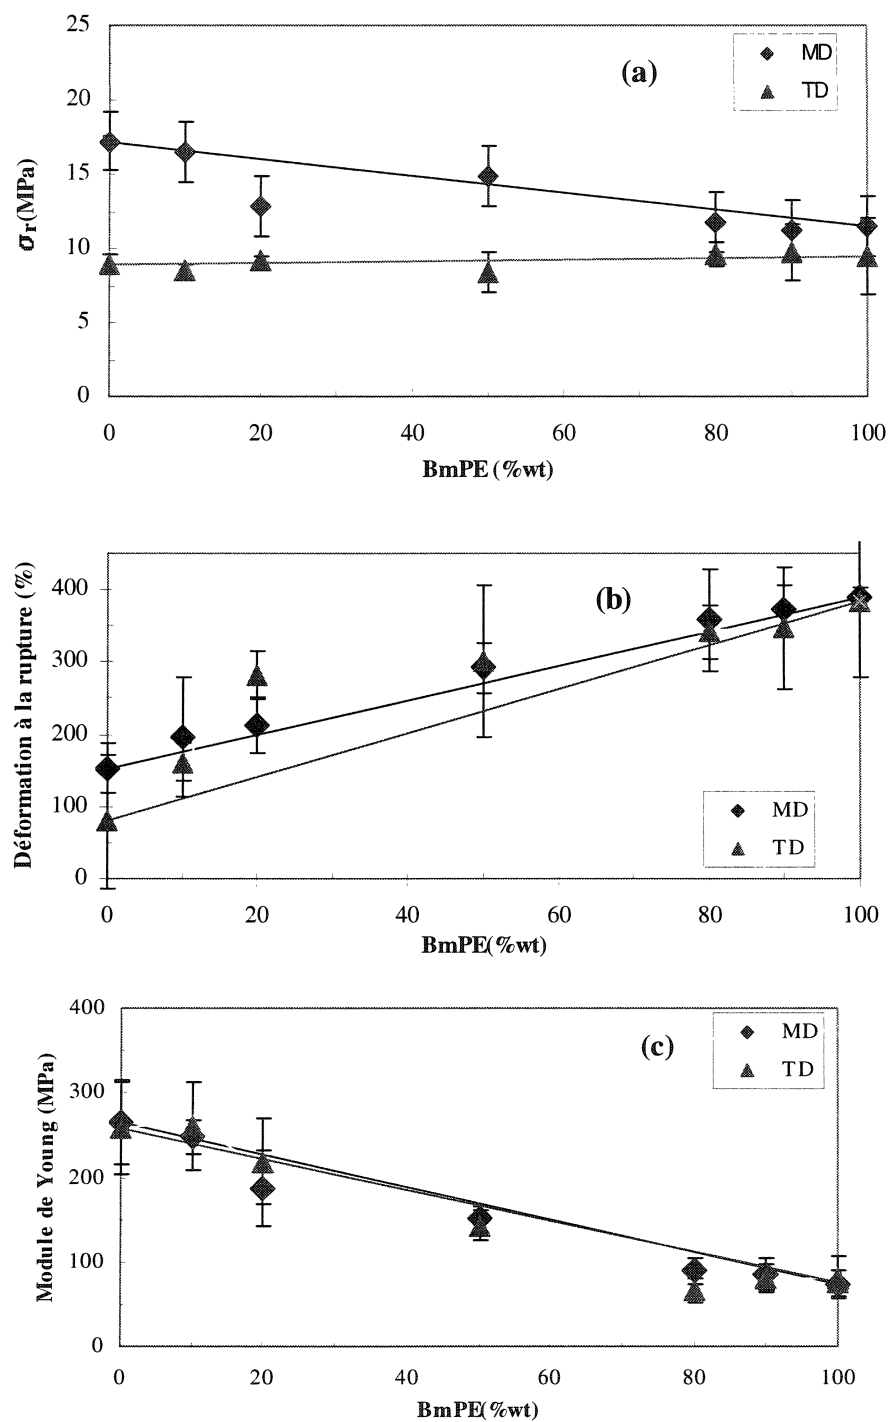 25
20
15
10
5
0
σr(MPa)
(a)
MD
TD
0 20 40 60 80 100
BmPE (%wt)
400
300
200
100
0
Déformation à la rupture (%)
(b)
MD
TD
0 20 40 60 80 100
BmPE(%wt)
400
300
200
100
0
Module de Young (MPa)
(c)
MD
TD
0 20 40 60 80 100
BmPE (%wt)